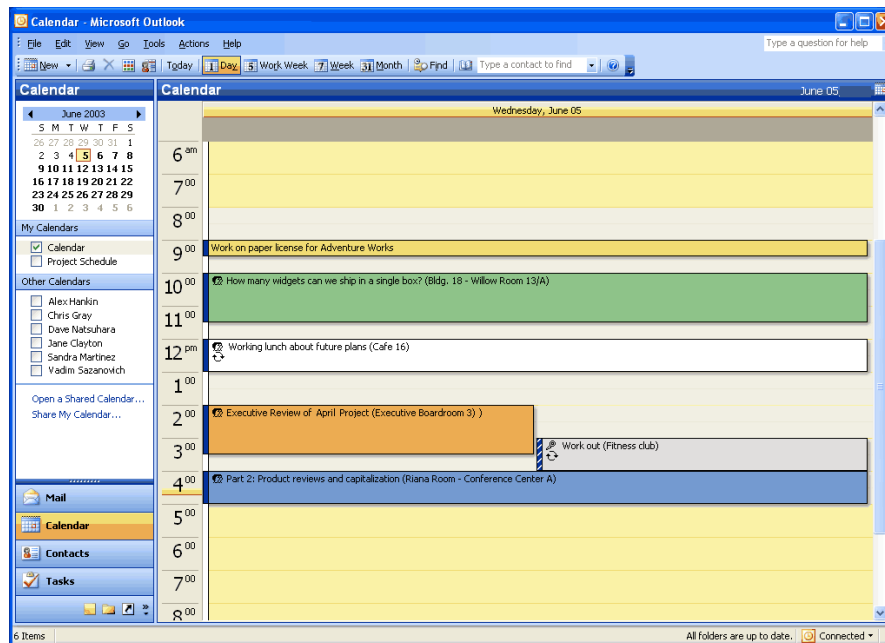 Calendar - Microsoft Outlook
File Edit View Go Tools Actions Help
Type a question for help
New Today 1 Day 5 Work Week 7 Week 31 Month Find Type a contact to find
Calendar
June 2003
S M T W T F S
26 27 28 29 30 31 1
2 3 4 5 6 7 8
9 10 11 12 13 14 15
16 17 18 19 20 21 22
23 24 25 26 27 28 29
30 1 2 3 4 5 6
My Calendars
Calendar
Project Schedule
Other Calendars
Alex Hankin
Chris Gray
Dave Natsuhara
Jane Clayton
Sandra Martinez
Vadim Sazanovich
Open a Shared Calendar...
Share My Calendar...
Mail
Calendar
Contacts
Tasks
Calendar June 05
Wednesday, June 05
6 am
7 00
8 00
9 00 Work on paper license for Adventure Works
10 00 How many widgets can we ship in a single box? (Bldg. 18 - Willow Room 13/A)
11 00
12 pm Working lunch about future plans (Cafe 16)
1 00
2 00 Executive Review of April Project (Executive Boardroom 3) )
3 00 Work out (Fitness club)
4 00 Part 2: Product reviews and capitalization (Riana Room - Conference Center A)
5 00
6 00
7 00
8 00
6 Items All folders are up to date. Connected